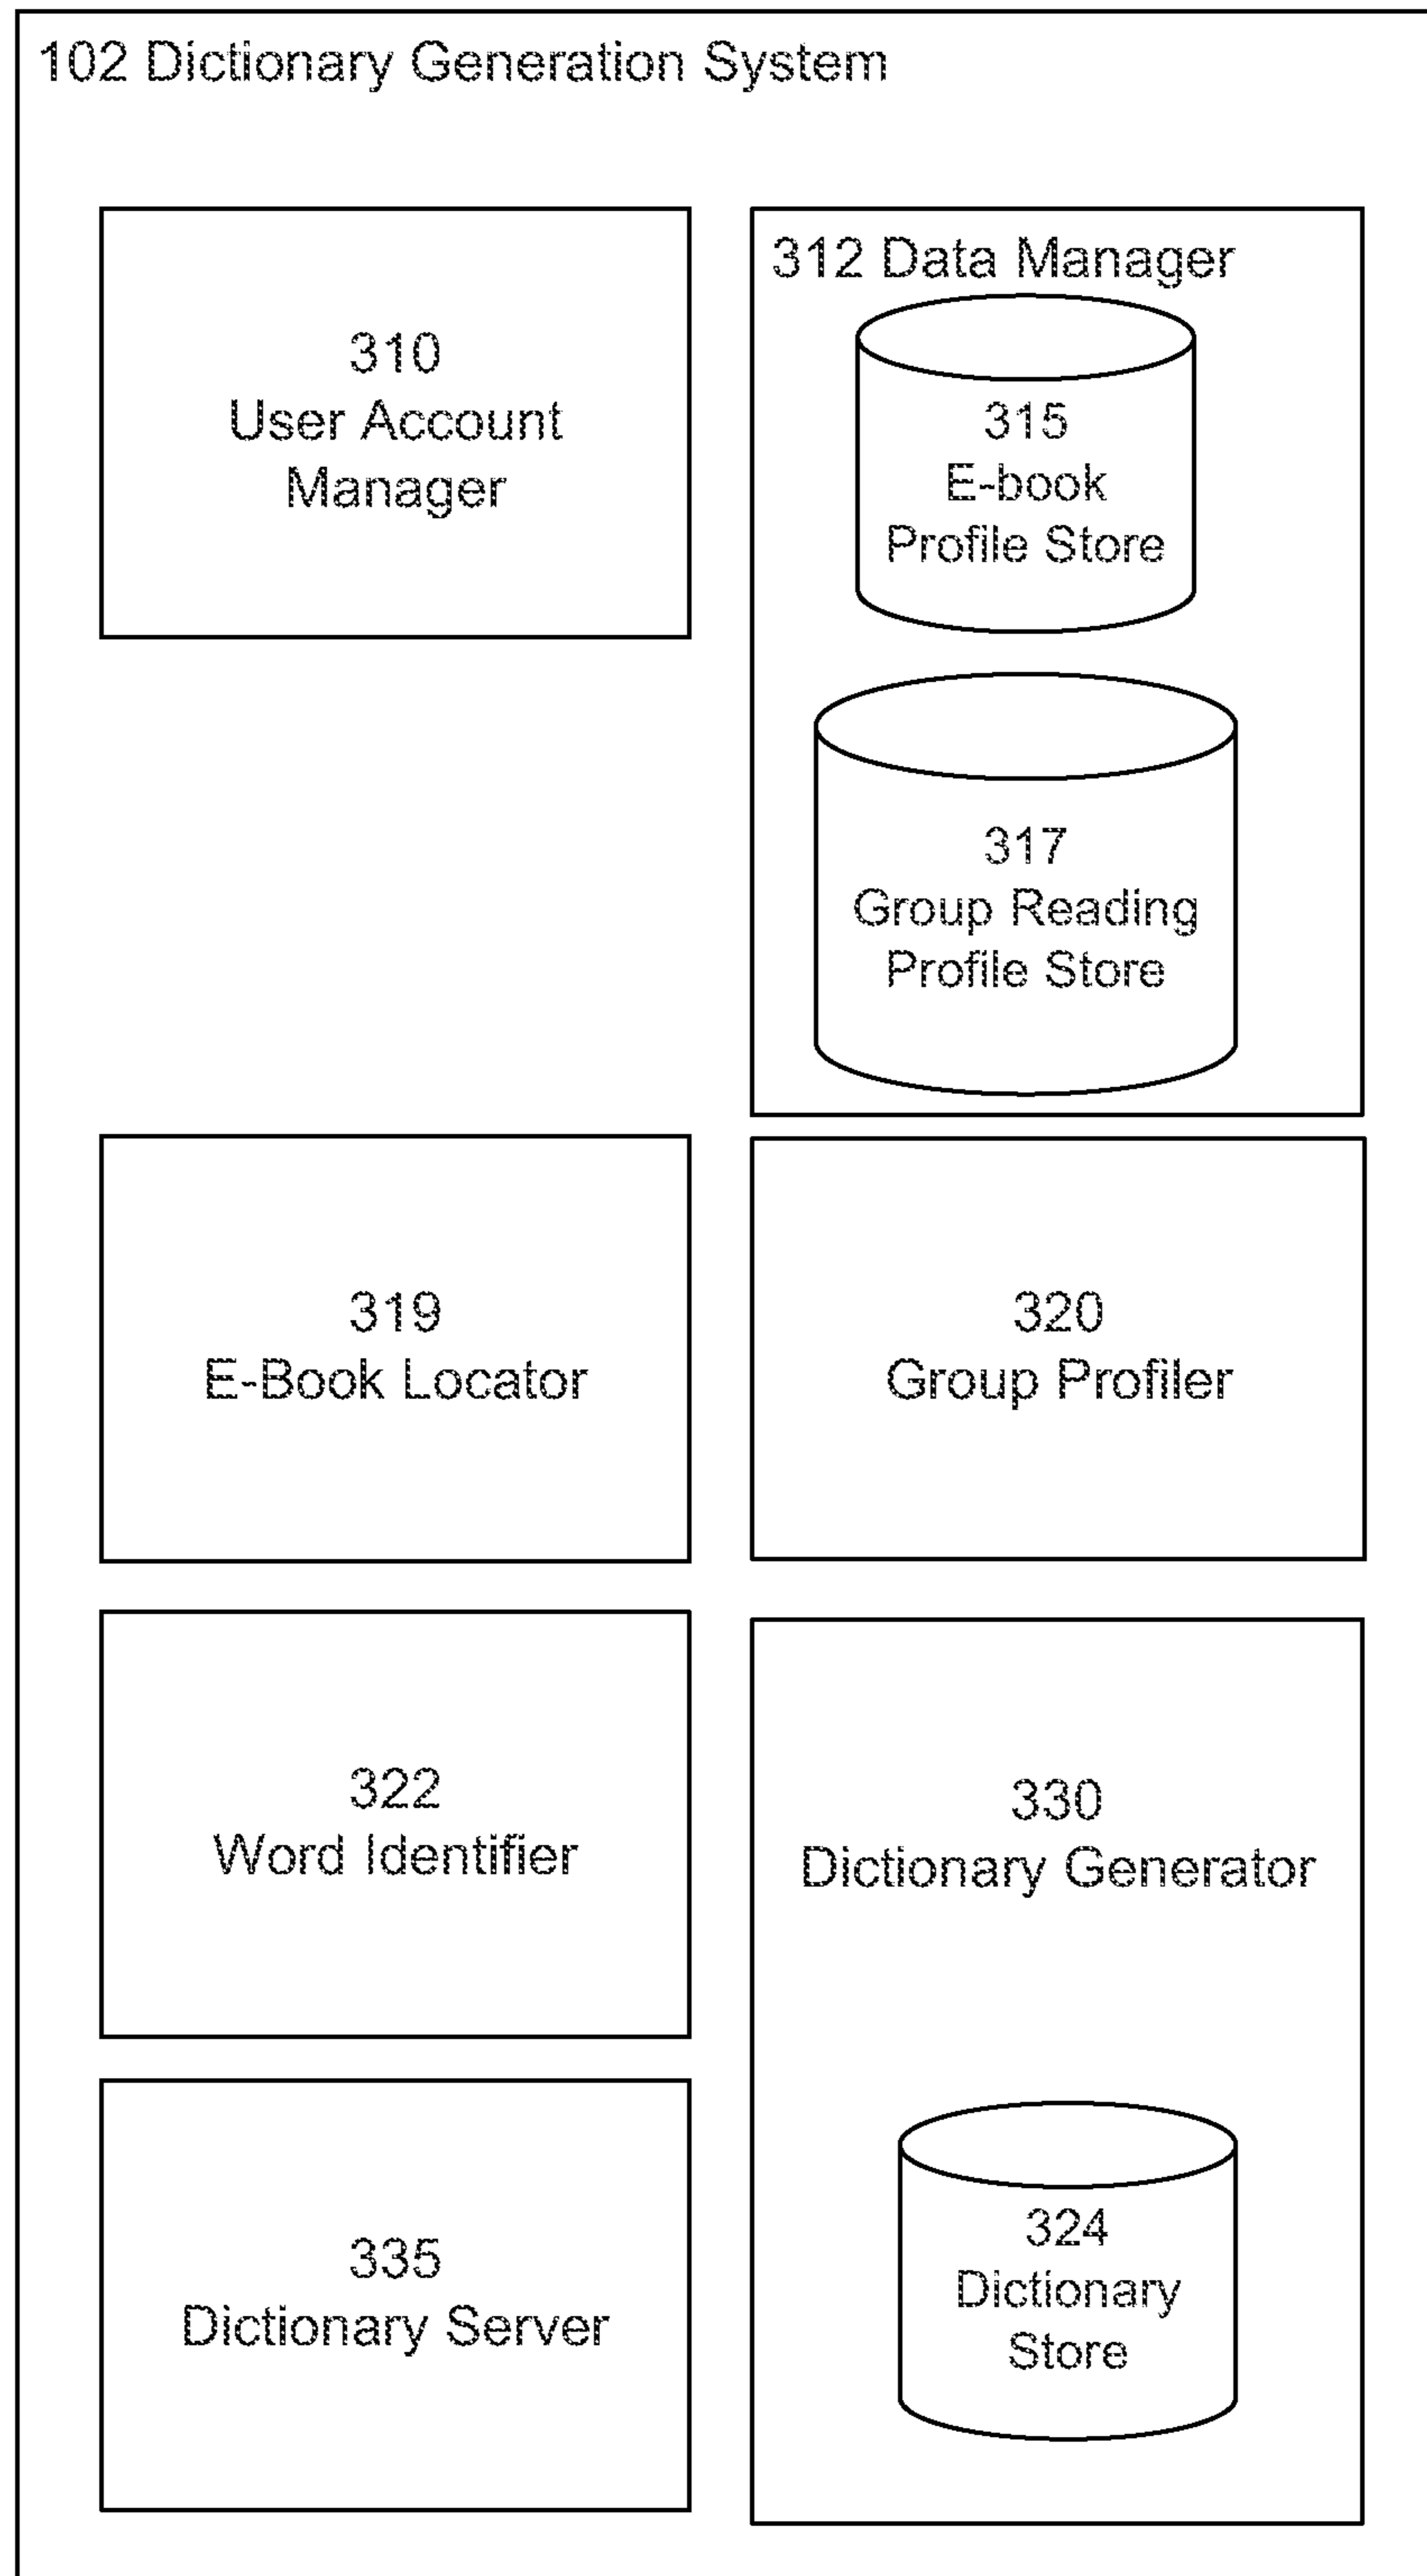 102 Dictionary Generation System
310
User Account
Manager
312 Data Manager
315
E-book
Profile Store
317
Group Reading
Profile Store
319
E-Book Locator
320
Group Profiler
322
Word Identifier
330
Dictionary Generator
335
Dictionary Server
324
Dictionary
Store